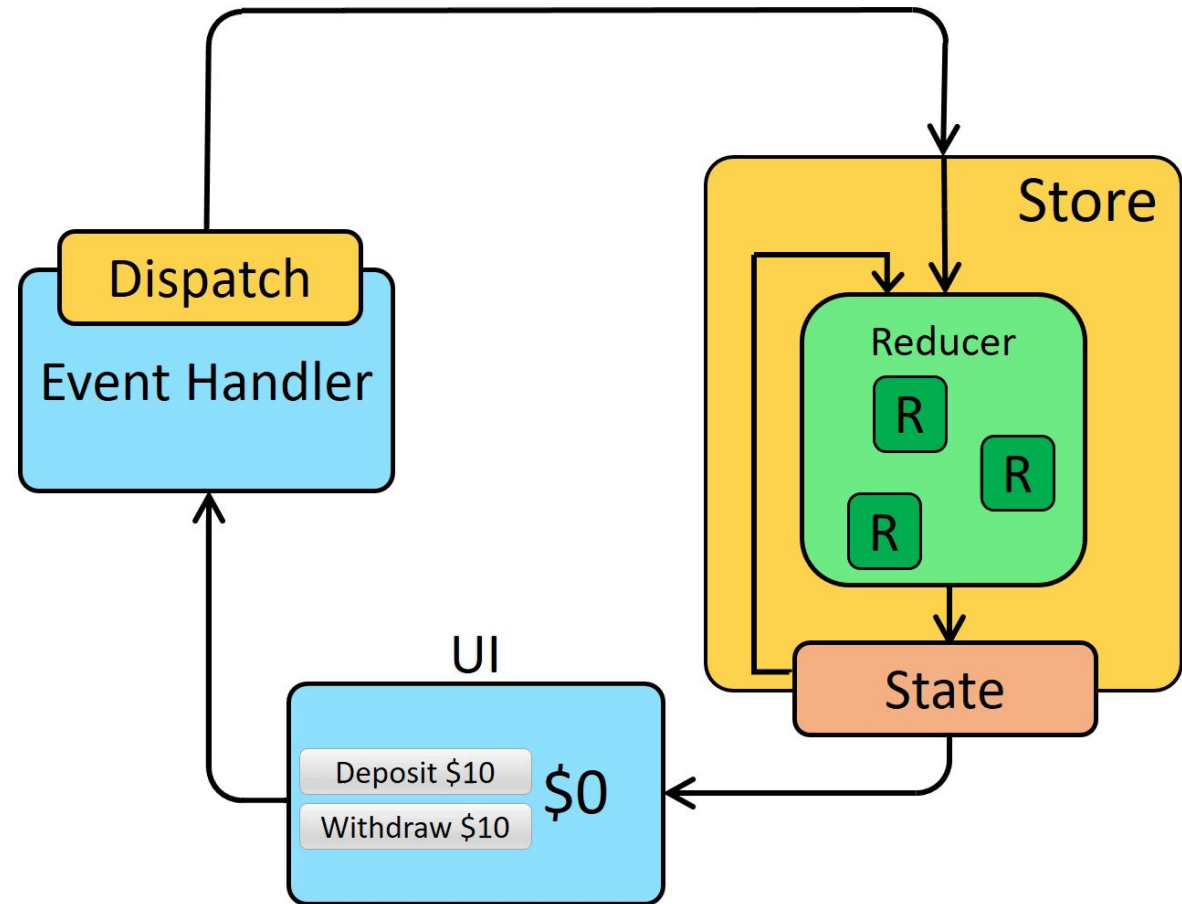 Store
Dispatch
Event Handler
Reducer
R
R
R
UI
State
Deposit $10
$0
Withdraw $10